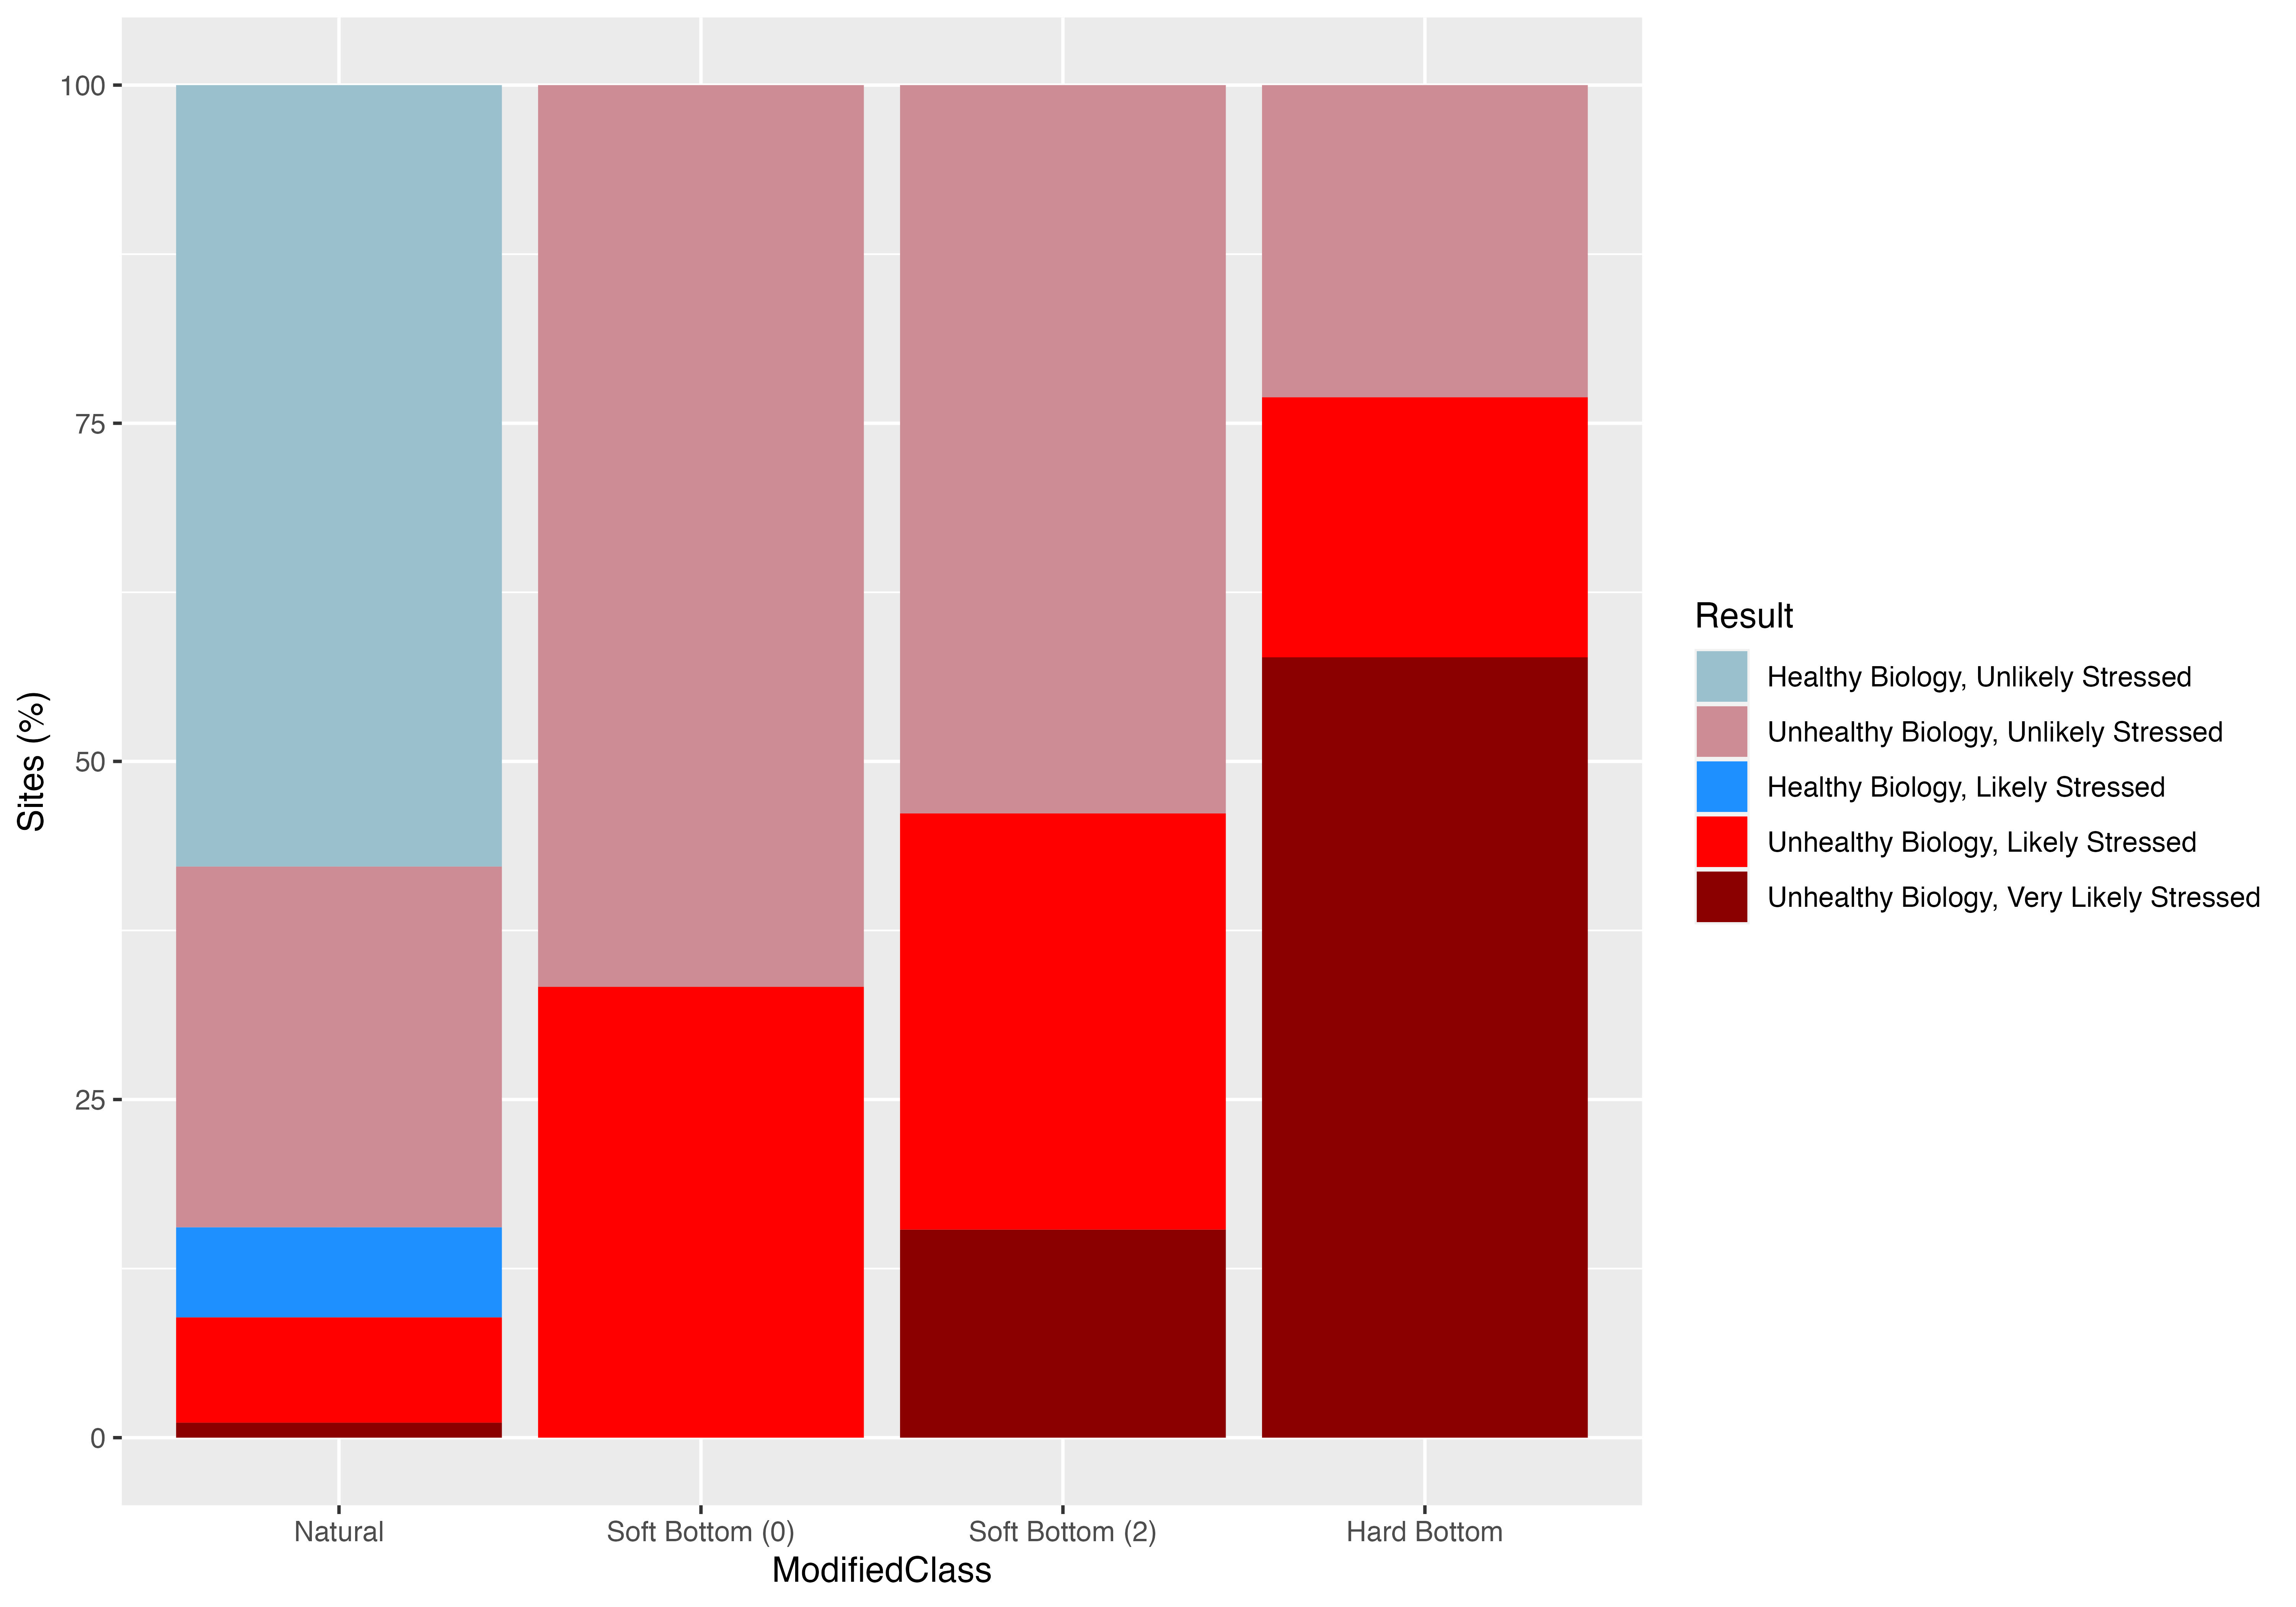 100
75
50
25
0
Sites (%)
Natural
Soft Bottom (0)
Soft Bottom (2)
Hard Bottom
ModifiedClass
Result
Healthy Biology, Unlikely Stressed
Unhealthy Biology, Unlikely Stressed
Healthy Biology, Likely Stressed
Unhealthy Biology, Likely Stressed
Unhealthy Biology, Very Likely Stressed